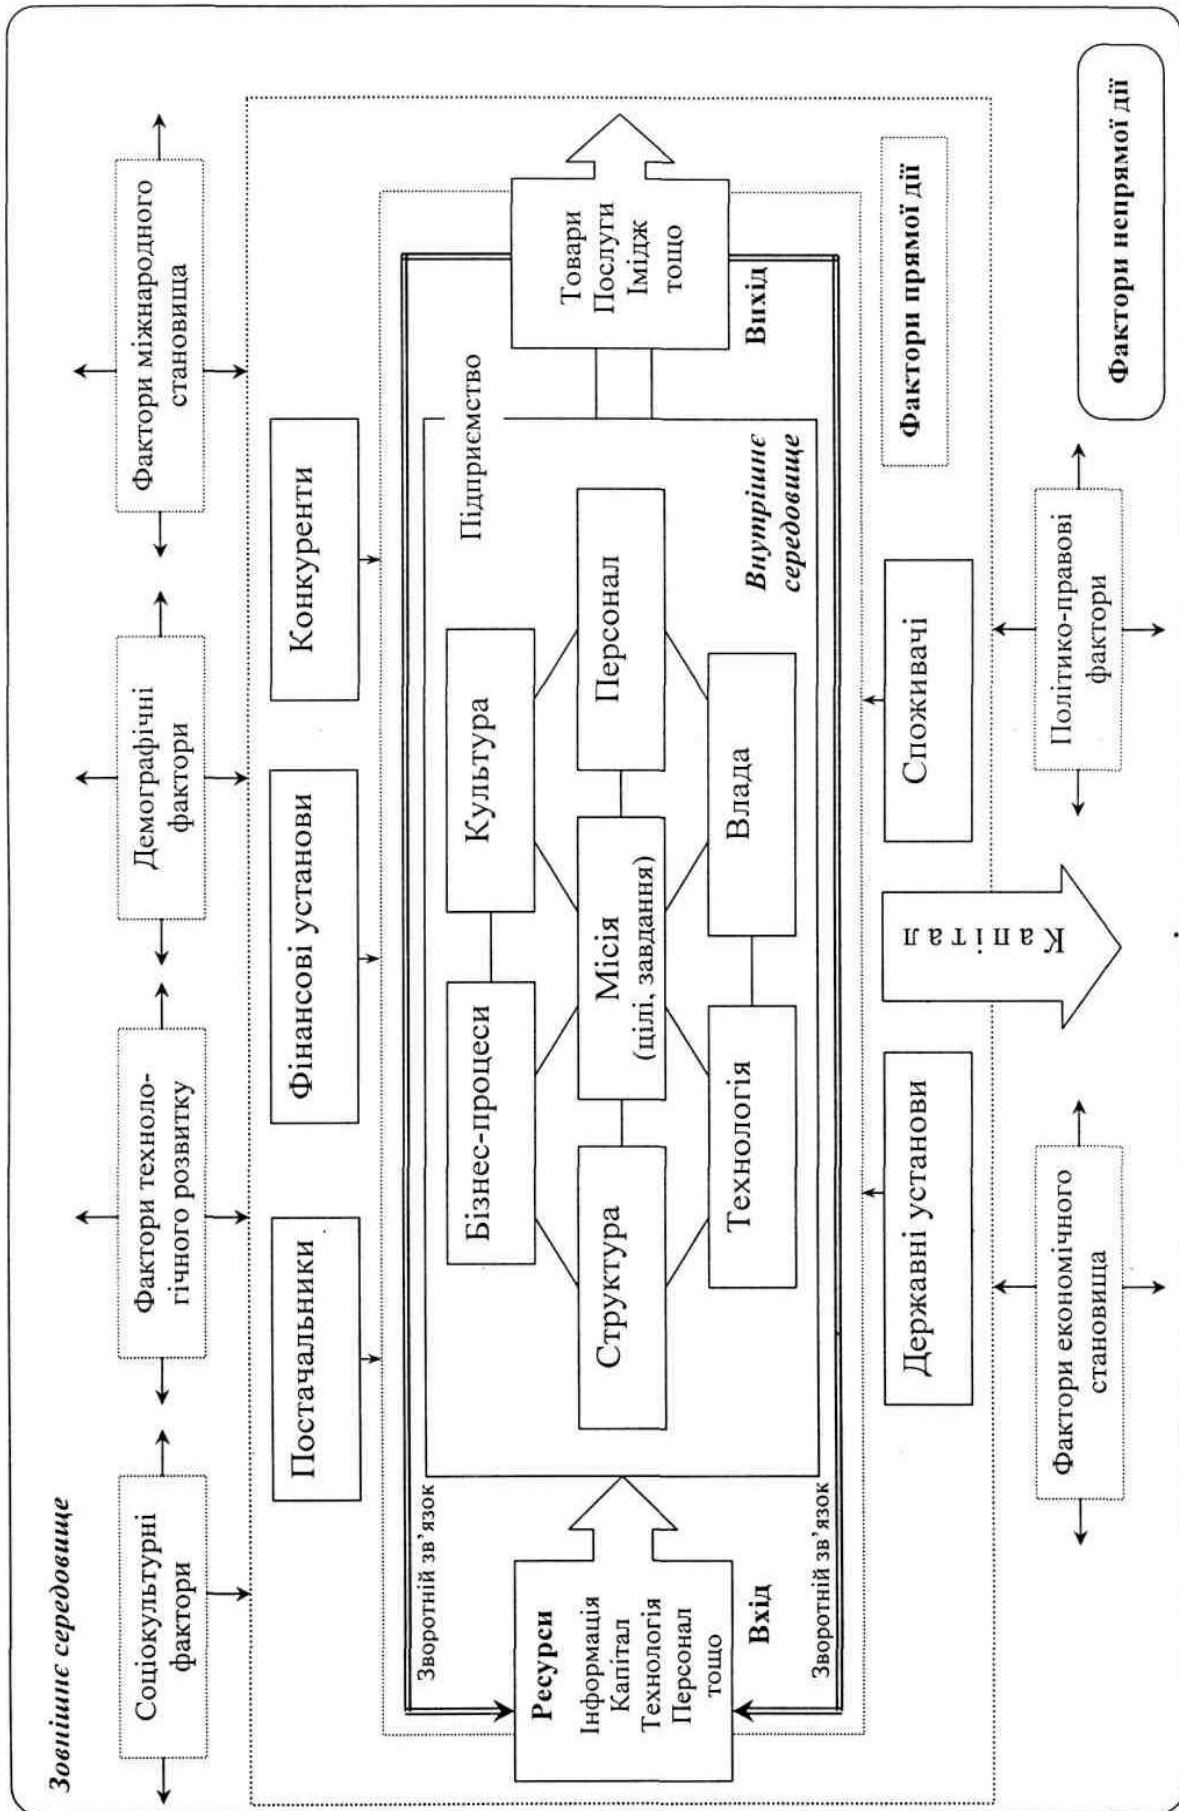 Зовнішнє середовище
Соціокультурні
фактори
Фактори техноло-
гічного розвитку
Демографічні
фактори
Фактори міжнародного
становища
Постачальники
Фінансові установи
Конкуренти
Зворотній зв’язок
Підприємство
Ресурси
Інформація
Капітал
Технологія
Персонал
тощо
Вхід
Бізнес-процеси
Культура
Структура
Місія
(цілі, завдання)
Персонал
Технологія
Влада
Внутрішнє
середовище
Товари
Послуги
Імідж
тощо
Вихід
Зворотній зв’язок
Державні установи
Капітал
Споживачі
Фактори прямої дії
Фактори економічного
становища
Політико-правові
фактори
Фактори непрямої дії